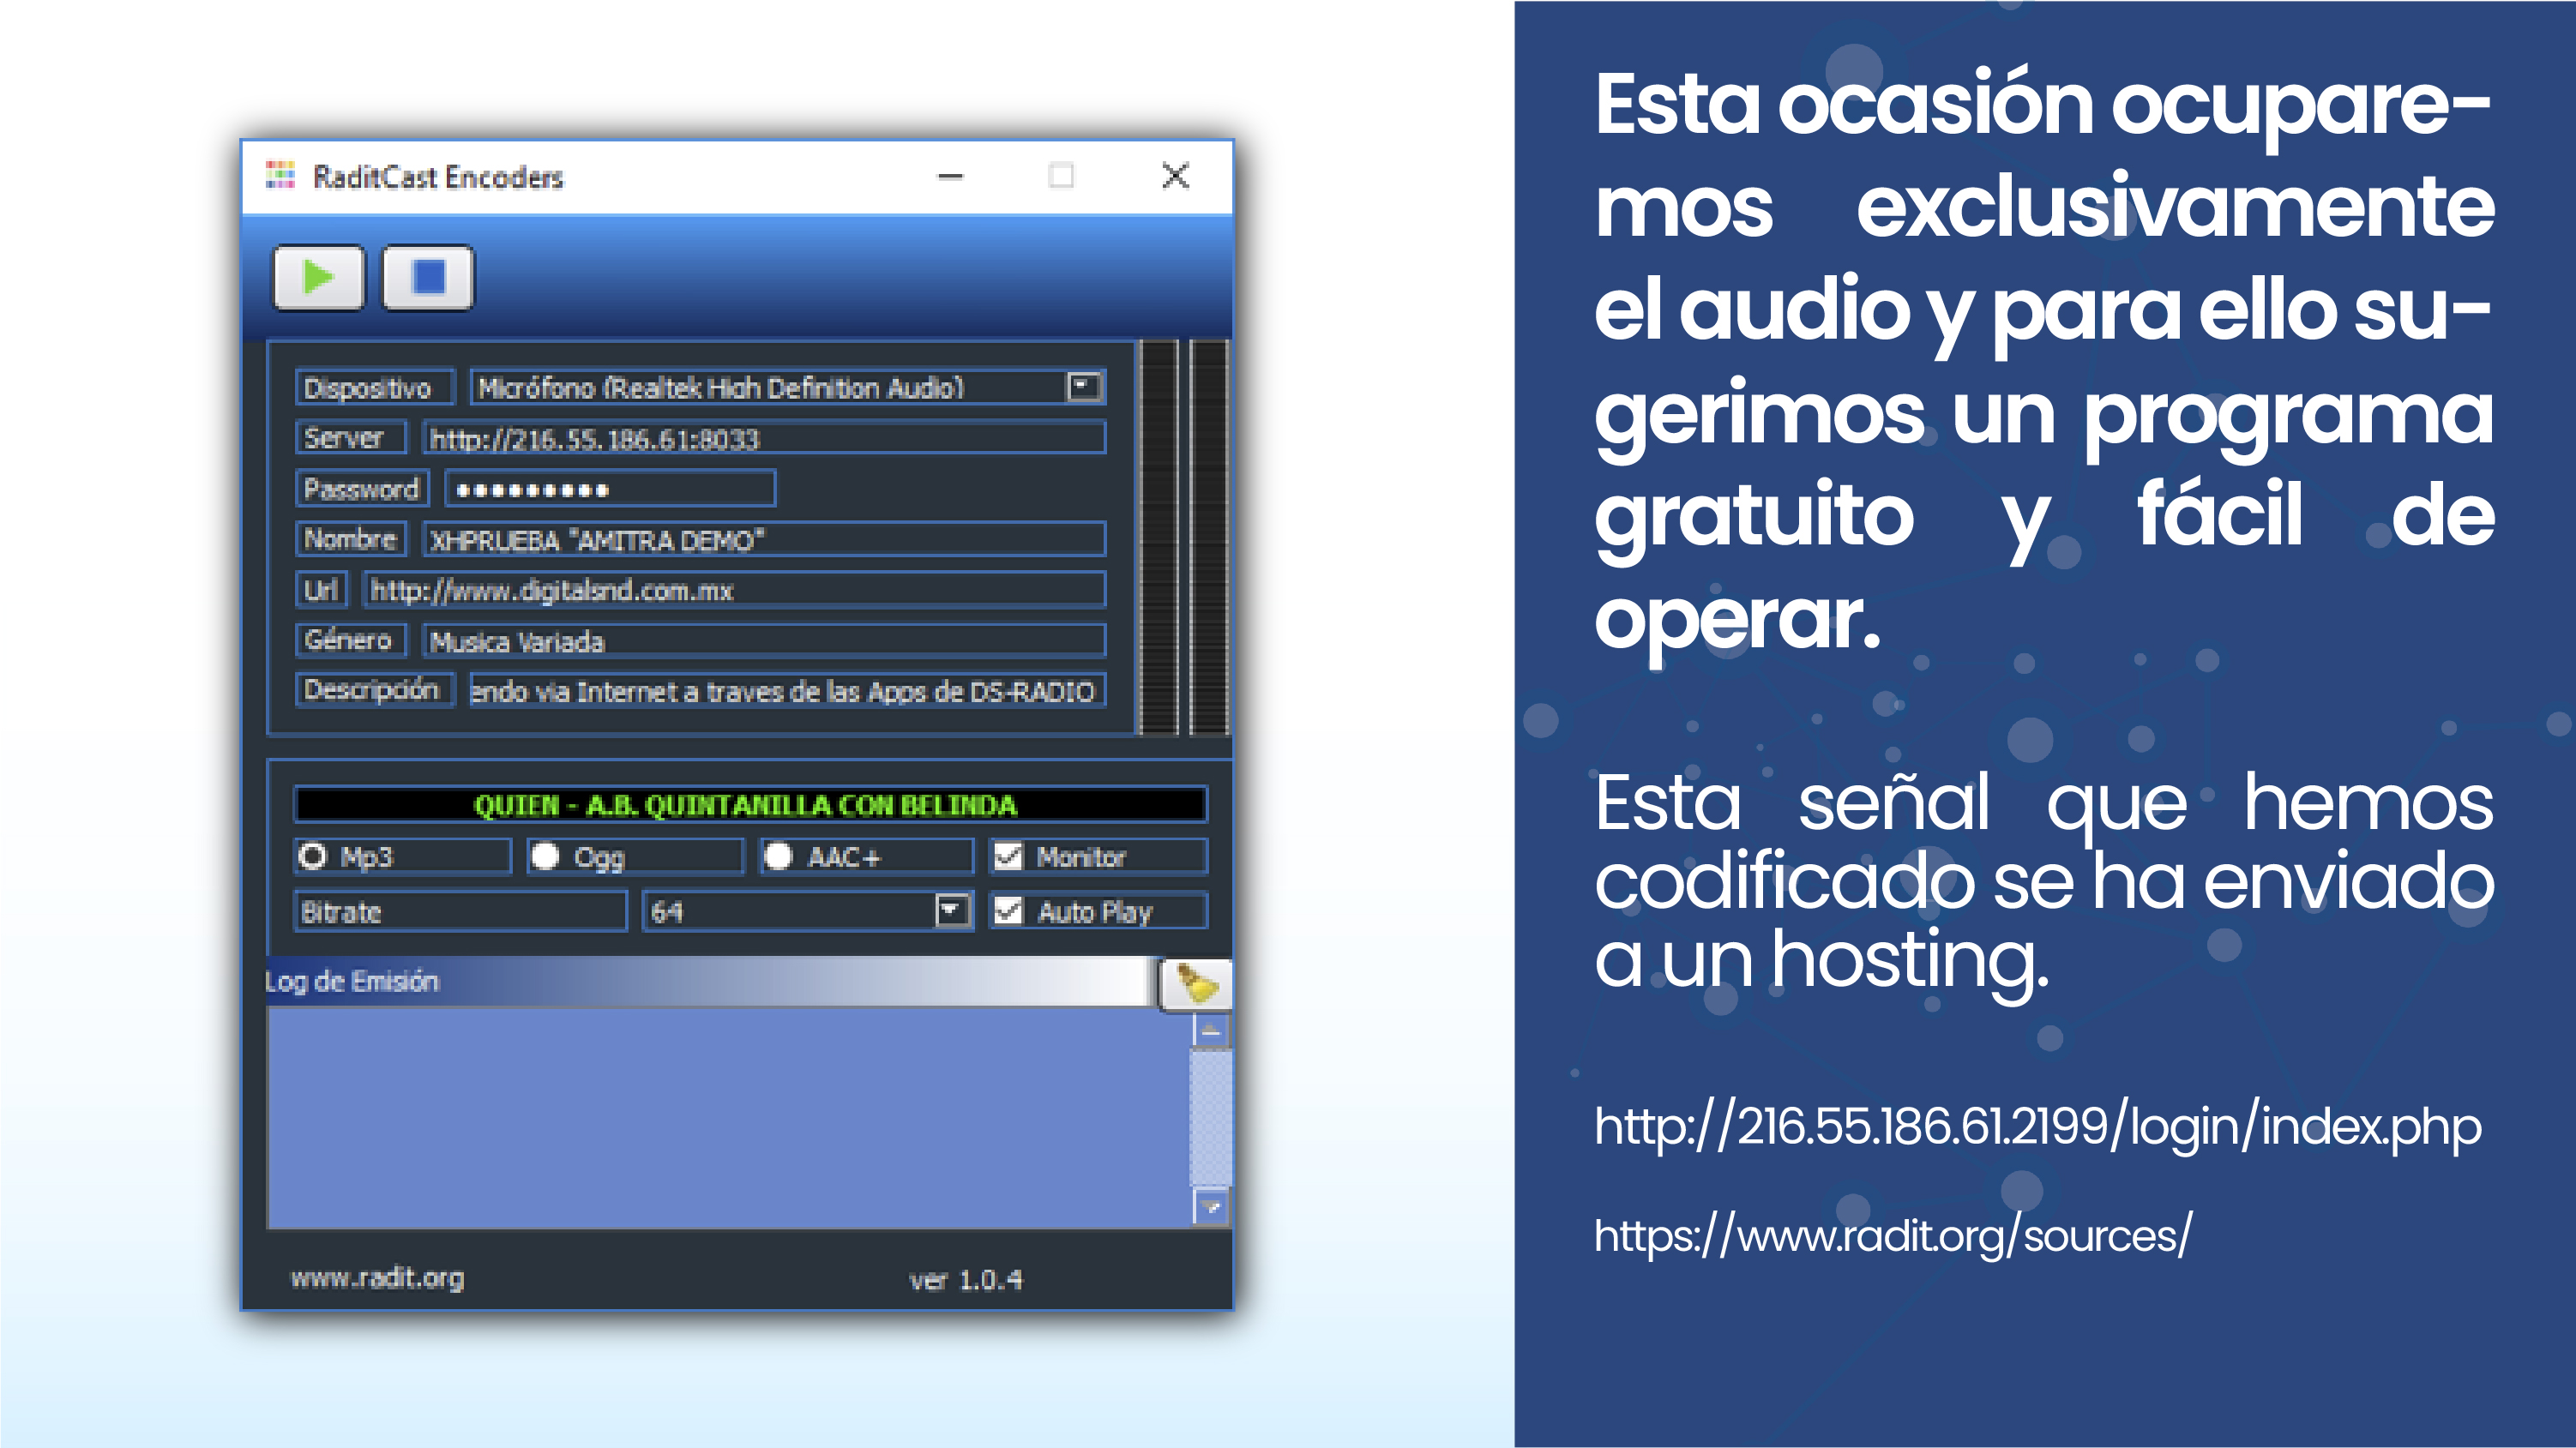 RaditCast Encoders
Dispositivo Micrófono (Realtek High Definition Audio)
Server http://216.55.186.61:8033
Password •••••••••
Nombre XHPRUEBA "AMITRA DEMO"
Url http://www.digitalsnd.com.mx
Género Musica Variada
Descripción endo via Internet a traves de las Apps de DS-RADIO
QUIEN - A.B. QUINTANILLA CON BELINDA
Mp3 Ogg AAC+ Monitor
Bitrate 64 Auto Play
Log de Emisión
www.radit.org ver 1.0.4
Esta ocasión ocupare-
mos exclusivamente
el audio y para ello su-
gerimos un programa
gratuito y fácil de
operar.
Esta señal que hemos
codificado se ha enviado
a un hosting.
http://216.55.186.61.2199/login/index.php
https://www.radit.org/sources/